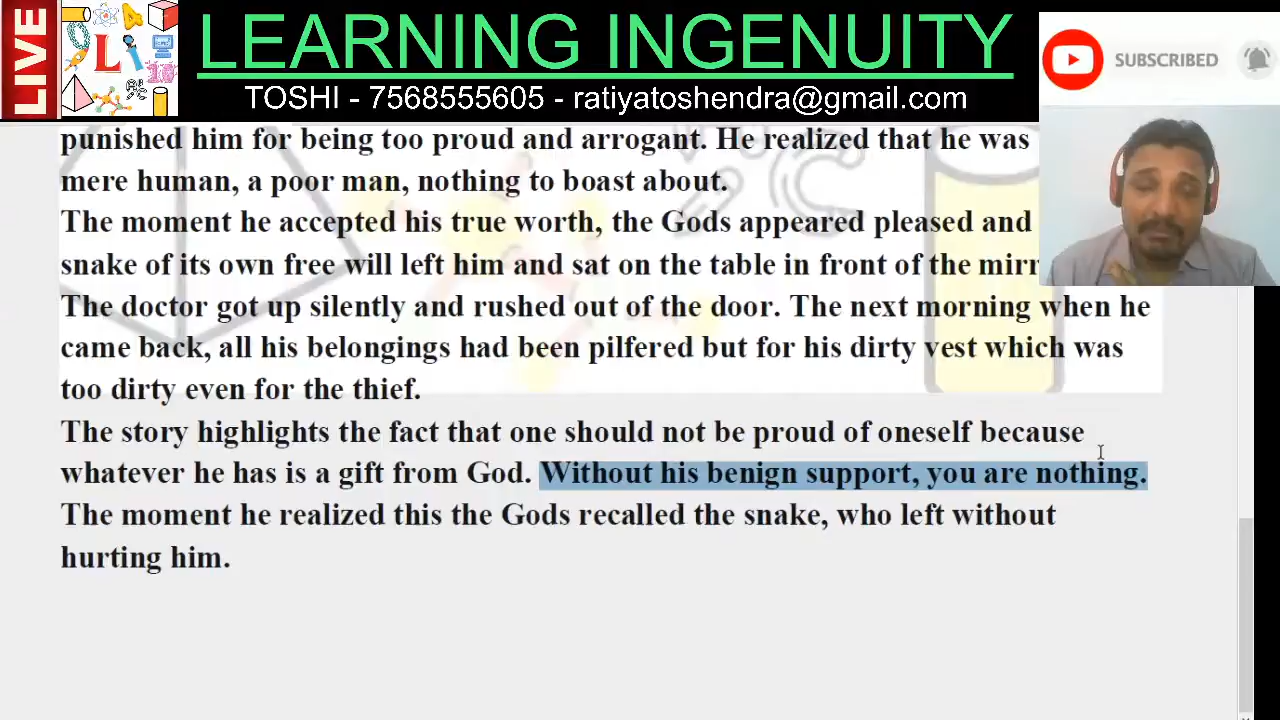 LIVE
LEARNING INGENUITY
TOSHI - 7568555605 - ratiyatoshendra@gmail.com
SUBSCRIBED
punished him for being too proud and arrogant. He realized that he was
mere human, a poor man, nothing to boast about.
The moment he accepted his true worth, the Gods appeared pleased and
snake of its own free will left him and sat on the table in front of the mirr
The doctor got up silently and rushed out of the door. The next morning when he
came back, all his belongings had been pilfered but for his dirty vest which was
too dirty even for the thief.
The story highlights the fact that one should not be proud of oneself because
whatever he has is a gift from God. Without his benign support, you are nothing.
The moment he realized this the Gods recalled the snake, who left without
hurting him.